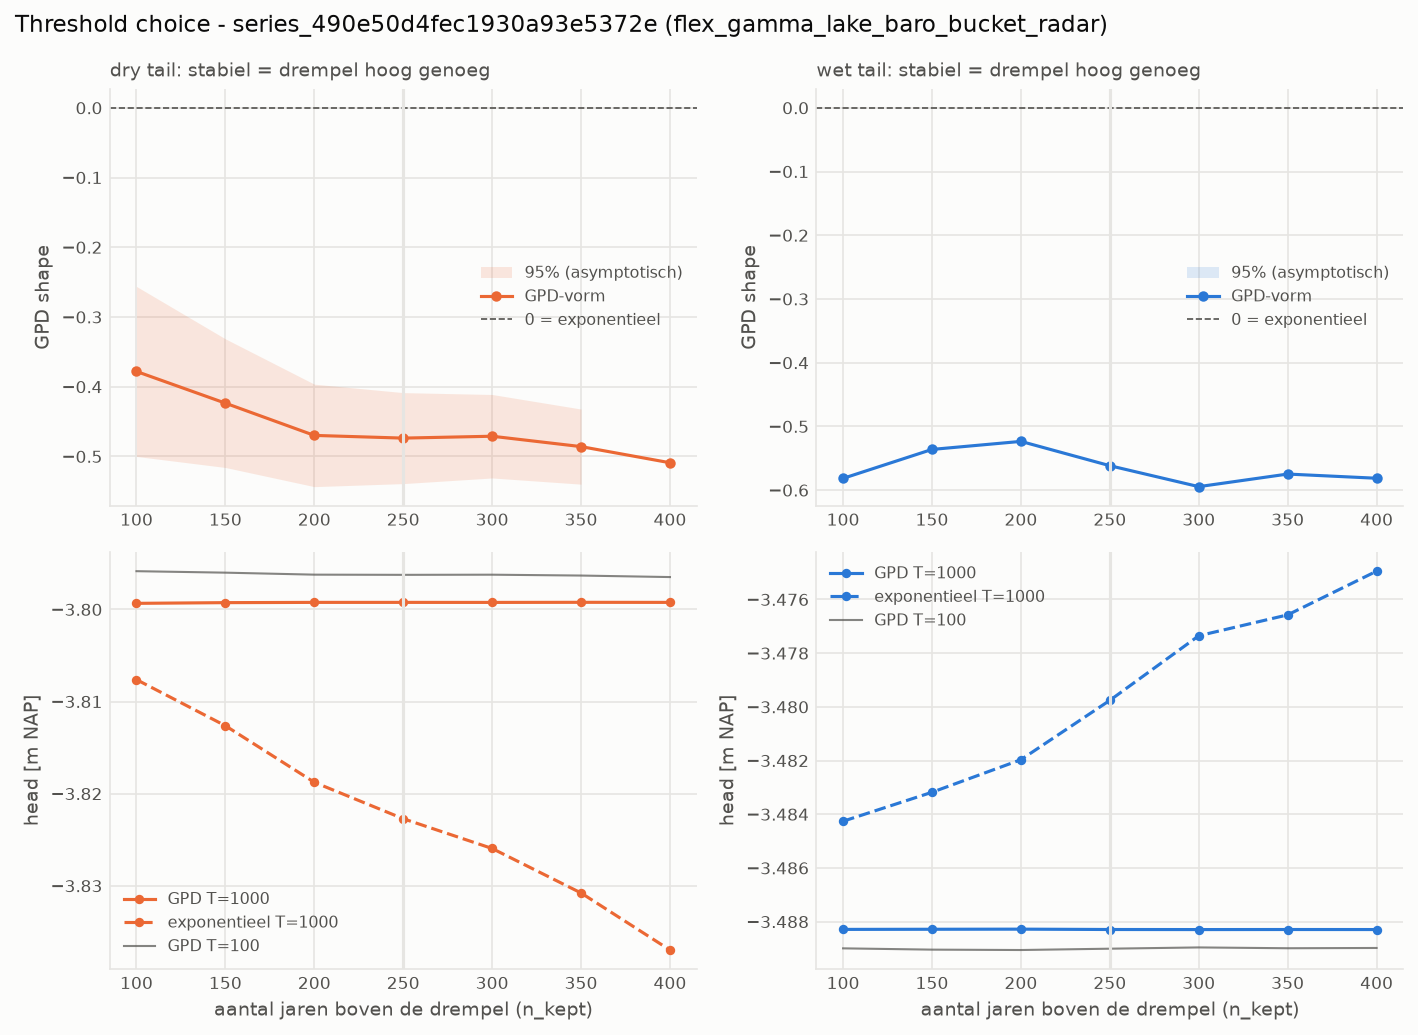 Threshold choice - series_490e50d4fec1930a93e5372e (flex_gamma_lake_baro_bucket_radar)
dry tail: stabiel = drempel hoog genoeg
GPD shape
0.0
−0.1
−0.2
−0.3
−0.4
−0.5
95% (asymptotisch)
GPD-vorm
0 = exponentieel
100 150 200 250 300 350 400
wet tail: stabiel = drempel hoog genoeg
GPD shape
0.0
−0.1
−0.2
−0.3
−0.4
−0.5
−0.6
95% (asymptotisch)
GPD-vorm
0 = exponentieel
100 150 200 250 300 350 400
head [m NAP]
−3.80
−3.81
−3.82
−3.83
GPD T=1000
exponentieel T=1000
GPD T=100
100 150 200 250 300 350 400
aantal jaren boven de drempel (n_kept)
head [m NAP]
GPD T=1000
exponentieel T=1000
GPD T=100
−3.476
−3.478
−3.480
−3.482
−3.484
−3.486
−3.488
100 150 200 250 300 350 400
aantal jaren boven de drempel (n_kept)